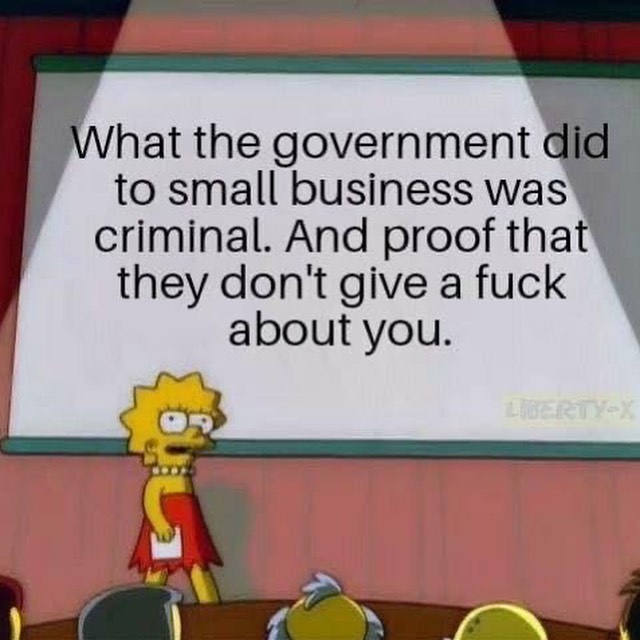 What the government did
to small business was
criminal. And proof that
they don't give a fuck
about you.
LIBERTY-X